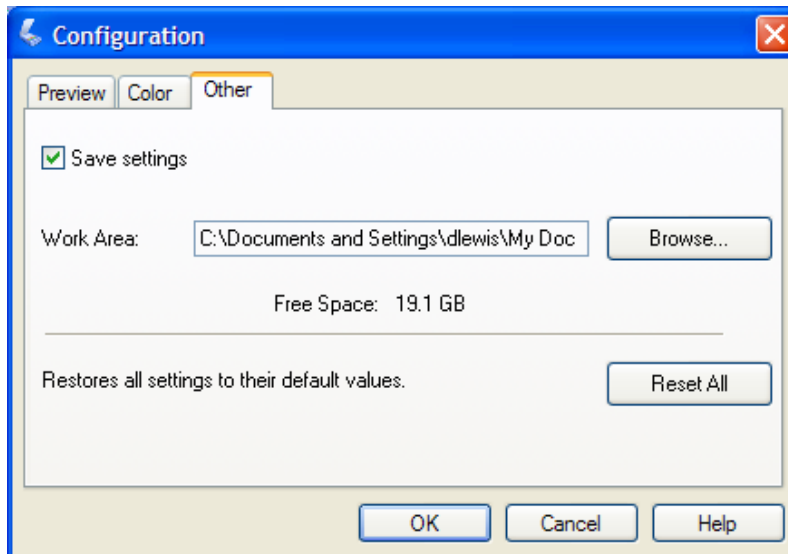 Configuration
Preview Color Other
Save settings
Work Area: C:\Documents and Settings\dlewis\My Doc Browse...
Free Space: 19.1 GB
Restores all settings to their default values. Reset All
OK Cancel Help